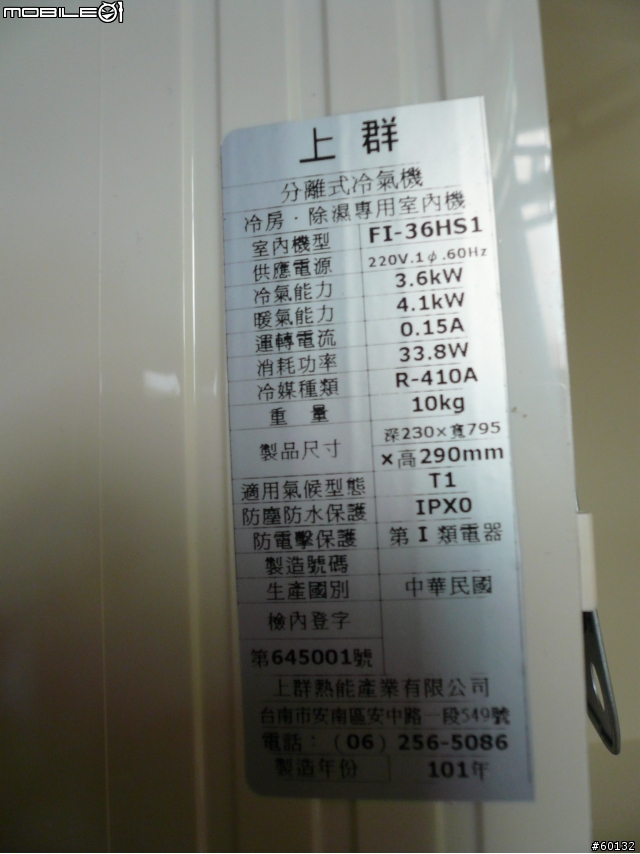 MOBILE01
上群
分離式冷氣機
冷房·除濕專用室內機
室內機型 FI-36HS1
供應電源 220V.1φ.60Hz
冷氣能力 3.6kW
暖氣能力 4.1kW
運轉電流 0.15A
消耗功率 33.8W
冷媒種類 R-410A
重量 10kg
製品尺寸 深230×寬795
×高290mm
適用氣候型態 T1
防塵防水保護 IPX0
防電擊保護 第I類電器
製造號碼
生產國別 中華民國
檢內登字
第645001號
上群熱能產業有限公司
台南市安南區安中路一段549號
電話：(06)256-5086
製造年份 101年
#60132